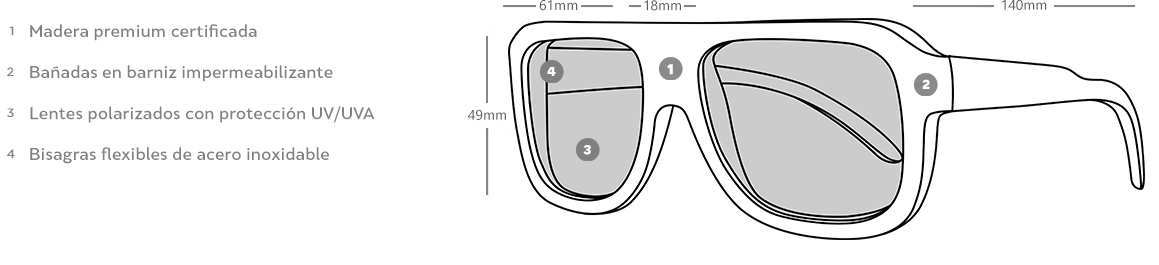 61mm 18mm 140mm
1 Madera premium certificada
2 Bañadas en barniz impermeabilizante
3 Lentes polarizados con protección UV/UVA
4 Bisagras flexibles de acero inoxidable
1
4
2
49mm
3